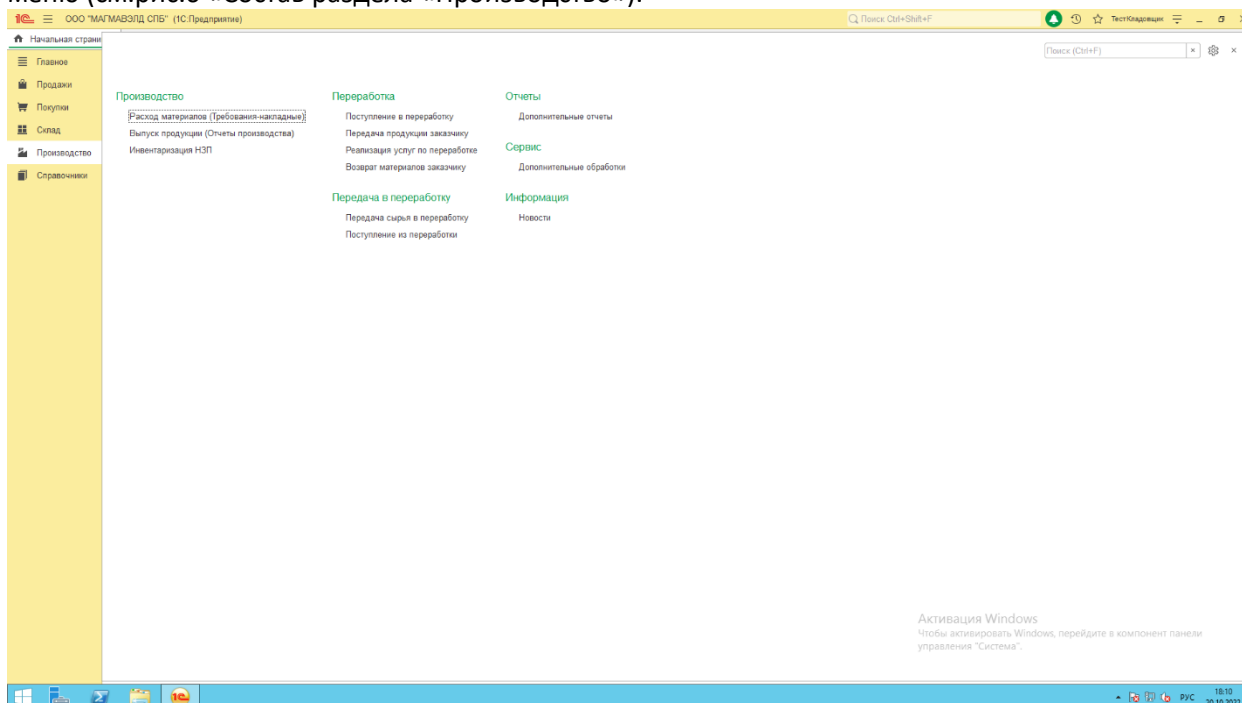 ООО "МАГМАВЭЛД СПБ" (1С:Предприятие)
Поиск Ctrl+Shift+F
ТестКладовщик
Начальная страни
Поиск (Ctrl+F)
Главное
Продажи
Покупки
Склад
Производство
Справочники
Производство
Расход материалов (Требования-накладные)
Выпуск продукции (Отчеты производства)
Инвентаризация НЗП
Переработка
Поступление в переработку
Передача продукции заказчику
Реализация услуг по переработке
Возврат материалов заказчику
Передача в переработку
Передача сырья в переработку
Поступление из переработки
Отчеты
Дополнительные отчеты
Сервис
Дополнительные обработки
Информация
Новости
Активация Windows
Чтобы активировать Windows, перейдите в компонент панели
управления "Система".
РУС
18:10
20.10.2022